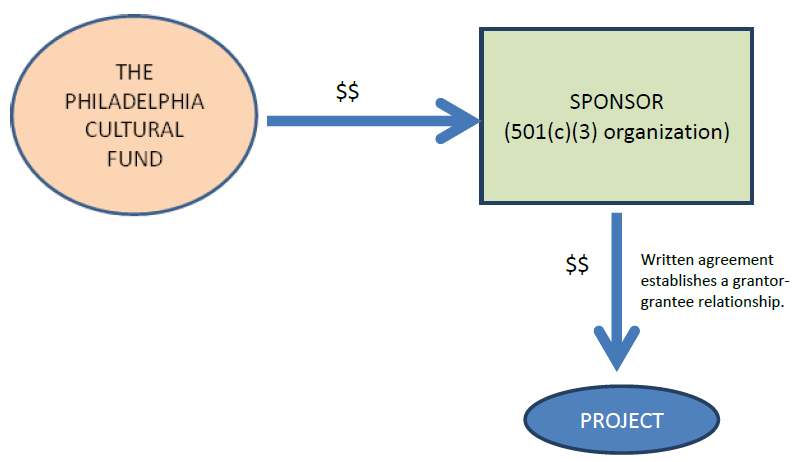 THE
PHILADELPHIA
CULTURAL
FUND
$$
SPONSOR
(501(c)(3) organization)
$$
Written agreement
establishes a grantor-
grantee relationship.
PROJECT